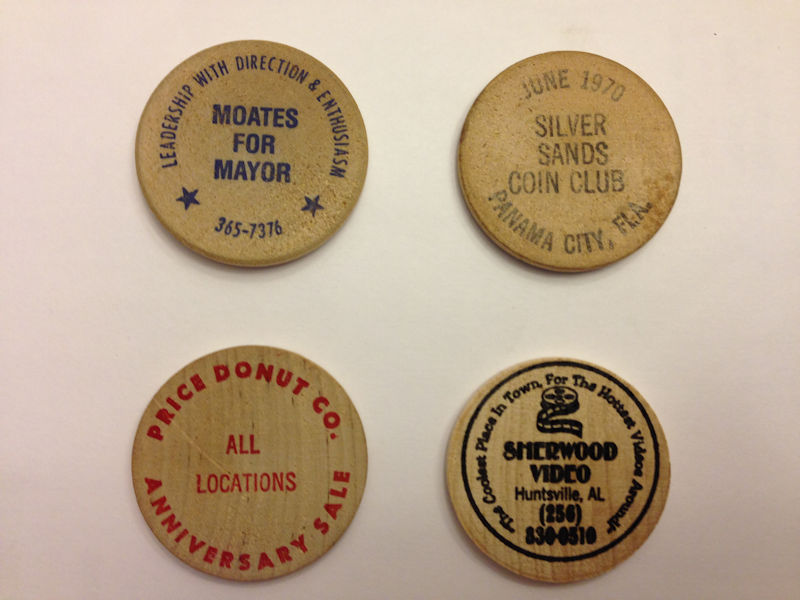 LEADERSHIP WITH DIRECTION & ENTHUSIASM
MOATES
FOR
MAYOR
365-7376
JUNE 1970
SILVER
SANDS
COIN CLUB
PANAMA CITY, FLA.
PRICE DONUT CO.
ALL
LOCATIONS
ANNIVERSARY SALE
"The Coolest Place In Town, For The Hottest Videos Around!"
SHERWOOD
VIDEO
Huntsville, AL
(256)
830-0510